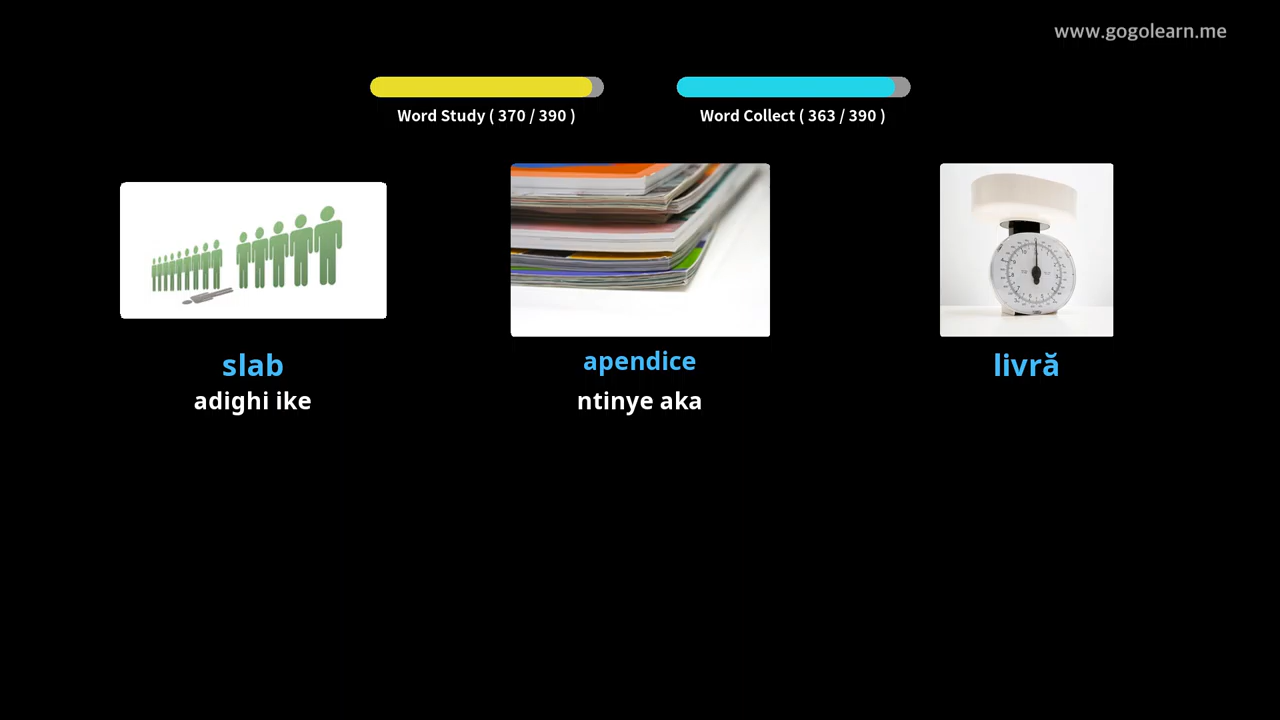 www.gogolearn.me
Word Study ( 370 / 390 )
Word Collect ( 363 / 390 )
slab
adighi ike
apendice
ntinye aka
livră